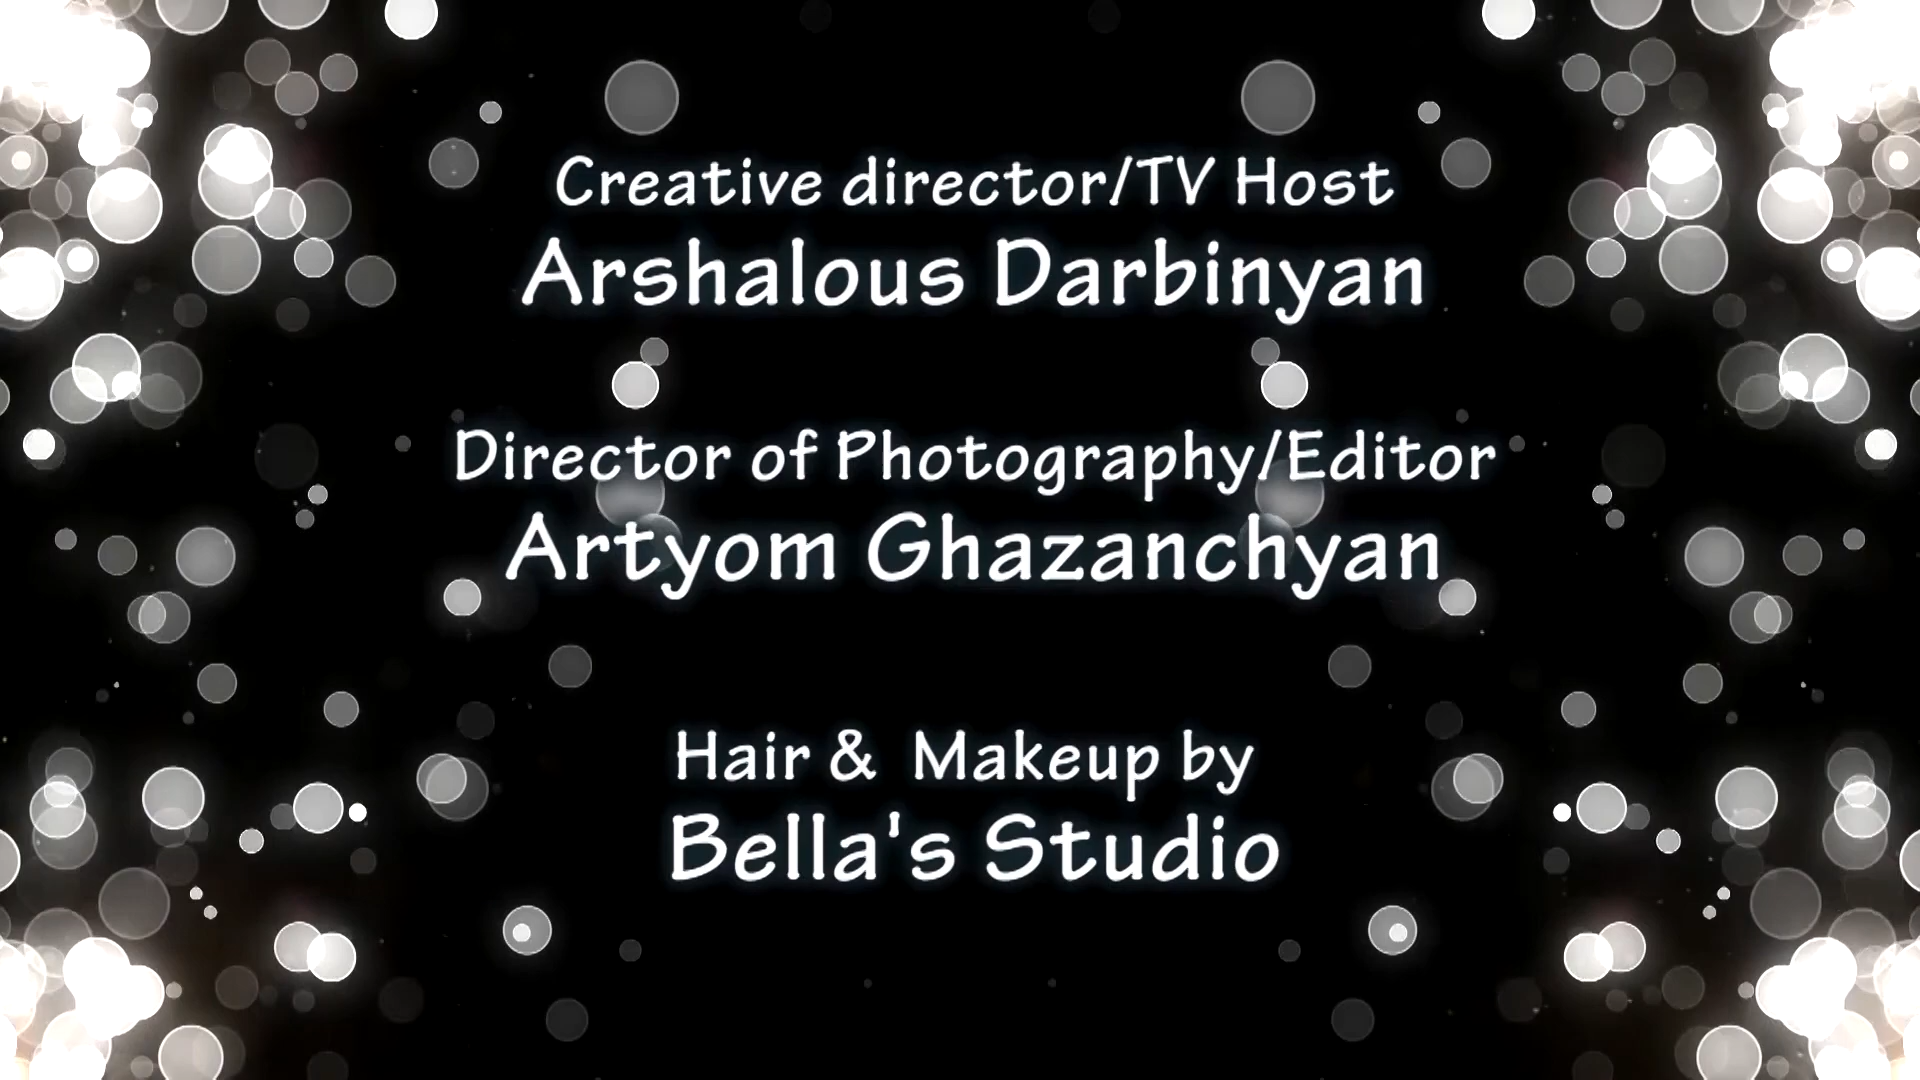 Creative director/TV Host
Arshalous Darbinyan
Director of Photography/Editor
Artyom Ghazanchyan
Hair &  Makeup by
Bella's Studio